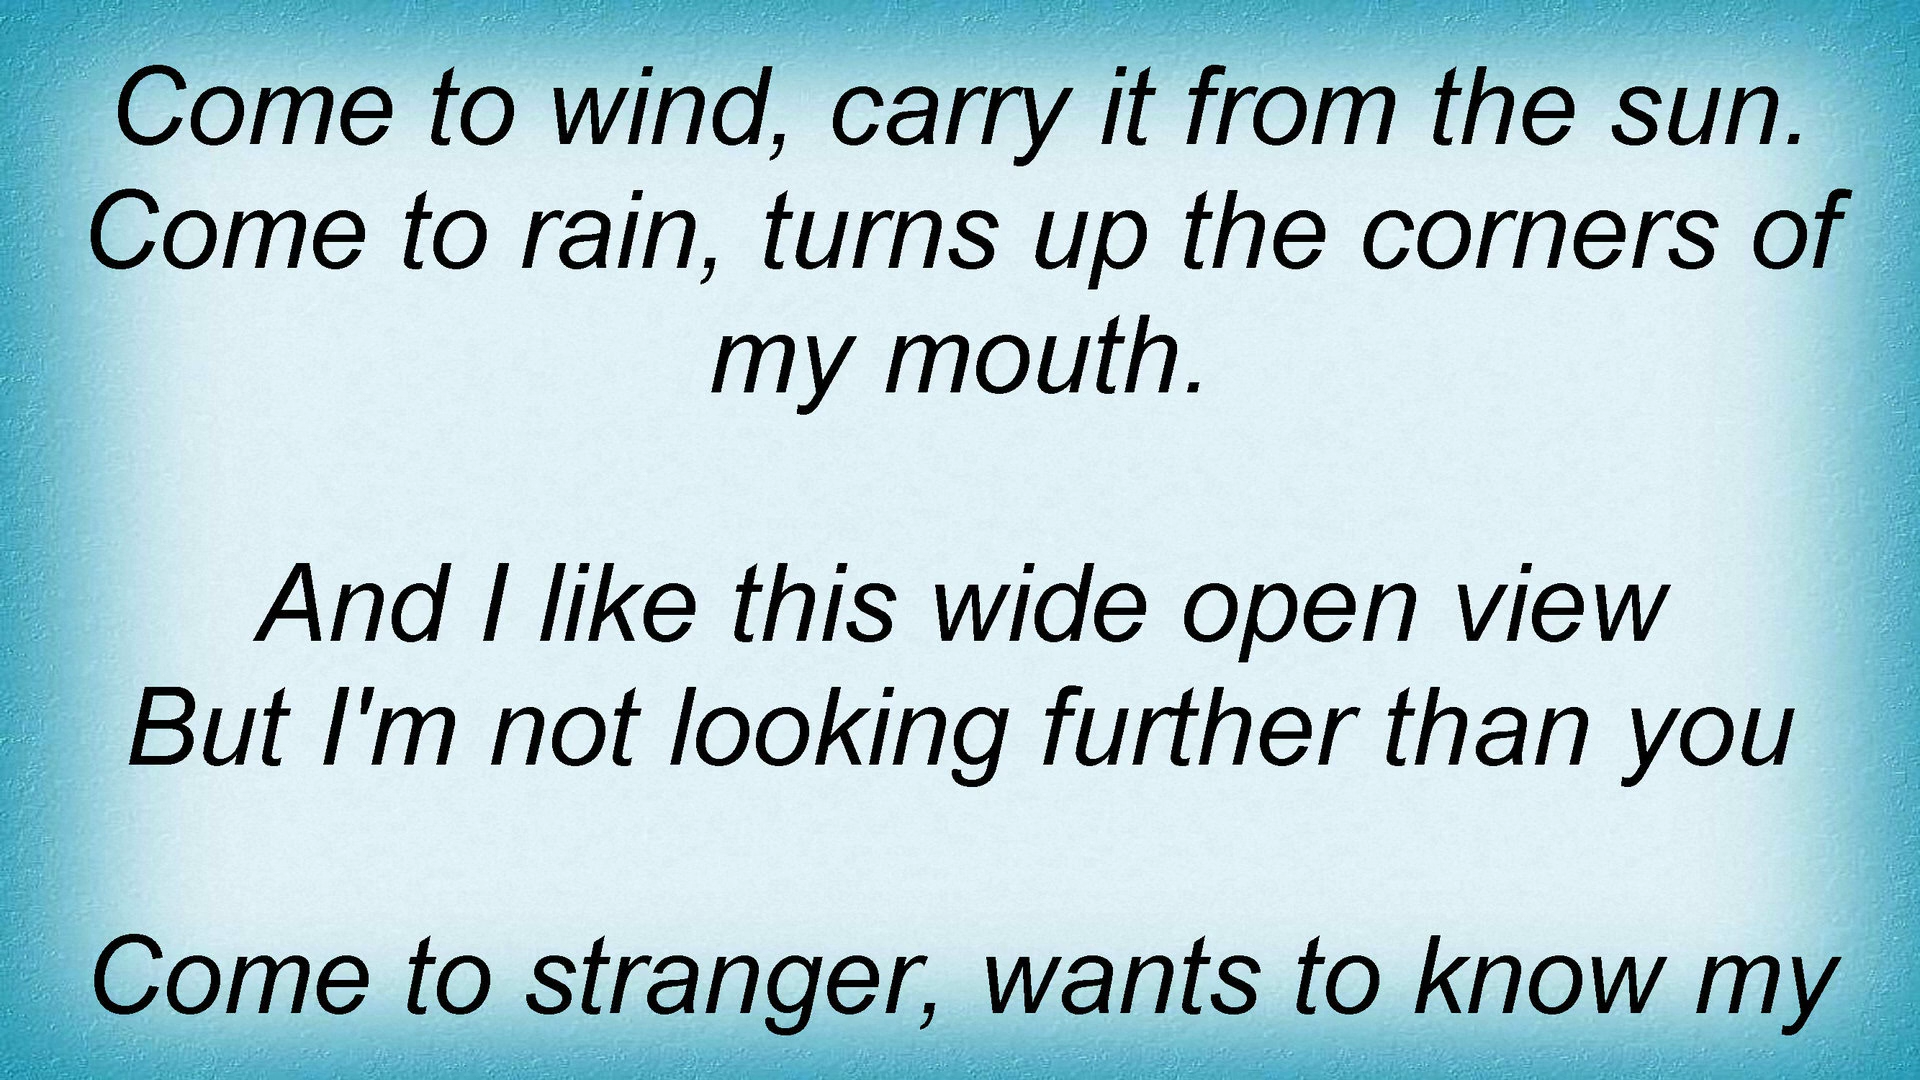 Come to wind, carry it from the sun.
Come to rain, turns up the corners of
my mouth.
And I like this wide open view
But I'm not looking further than you
Come to stranger, wants to know my